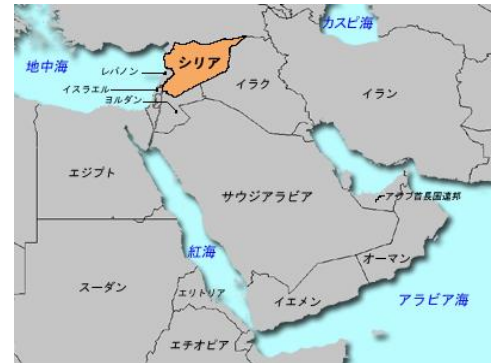 カスピ海
地中海
シリア
レバノン
イスラエル
ヨルダン
イラク
イラン
エジプト
サウジアラビア
アラブ首長国連邦
紅海
オーマン
スーダン
エリトリア
イエメン
アラビア海
エチオピア